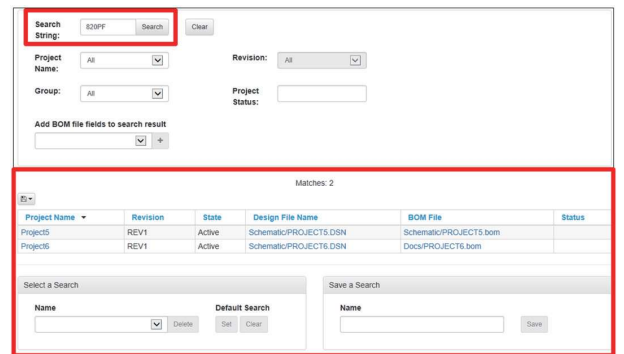 Search String: 820PF Search Clear
Project Name: All Revision: All
Group: All Project Status:
Add BOM file fields to search result
+
Matches: 2
Project Name Revision State Design File Name BOM File Status
Project5 REV1 Active Schematic/PROJECT5.DSN Schematic/PROJECT5.bom
Project6 REV1 Active Schematic/PROJECT6.DSN Docs/PROJECT6.bom
Select a Search Save a Search
Name Default Search Name
Delete Set Clear Save